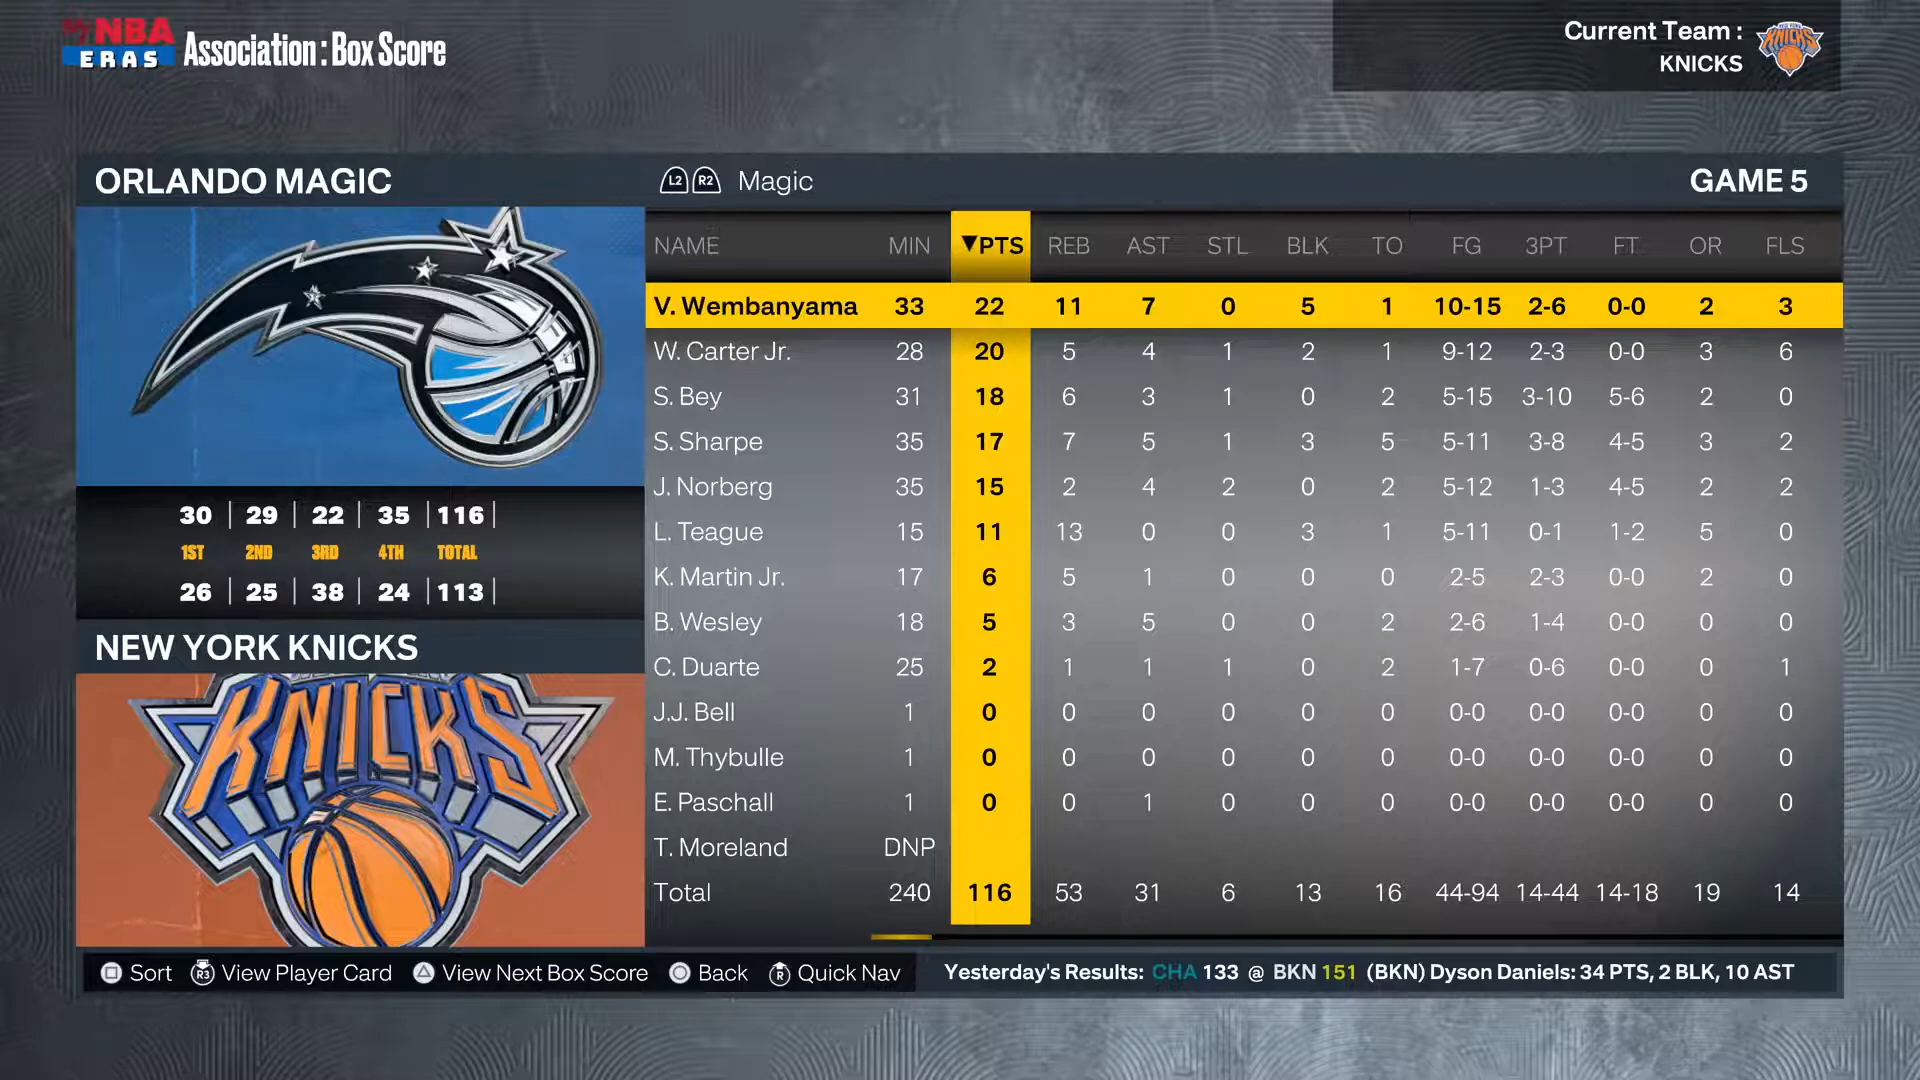 MyNBA ERAS Association : Box Score
Current Team :
KNICKS
KNICKS
ORLANDO MAGIC
30 | 29 | 22 | 35 | 116 |
1ST 2ND 3RD 4TH TOTAL
26 | 25 | 38 | 24 | 113 |
NEW YORK KNICKS
KNICKS
L2 R2 Magic GAME 5
NAME MIN ▼PTS REB AST STL BLK TO FG 3PT FT OR FLS
V. Wembanyama 33 22 11 7 0 5 1 10-15 2-6 0-0 2 3
W. Carter Jr. 28 20 5 4 1 2 1 9-12 2-3 0-0 3 6
S. Bey 31 18 6 3 1 0 2 5-15 3-10 5-6 2 0
S. Sharpe 35 17 7 5 1 3 5 5-11 3-8 4-5 3 2
J. Norberg 35 15 2 4 2 0 2 5-12 1-3 4-5 2 2
L. Teague 15 11 13 0 0 3 1 5-11 0-1 1-2 5 0
K. Martin Jr. 17 6 5 1 0 0 0 2-5 2-3 0-0 2 0
B. Wesley 18 5 3 5 0 0 2 2-6 1-4 0-0 0 0
C. Duarte 25 2 1 1 1 0 2 1-7 0-6 0-0 0 1
J.J. Bell 1 0 0 0 0 0 0 0-0 0-0 0-0 0 0
M. Thybulle 1 0 0 0 0 0 0 0-0 0-0 0-0 0 0
E. Paschall 1 0 0 1 0 0 0 0-0 0-0 0-0 0 0
T. Moreland DNP
Total 240 116 53 31 6 13 16 44-94 14-44 14-18 19 14
Sort R3 View Player Card View Next Box Score Back R Quick Nav
Yesterday's Results: CHA 133 @ BKN 151 (BKN) Dyson Daniels: 34 PTS, 2 BLK, 10 AST